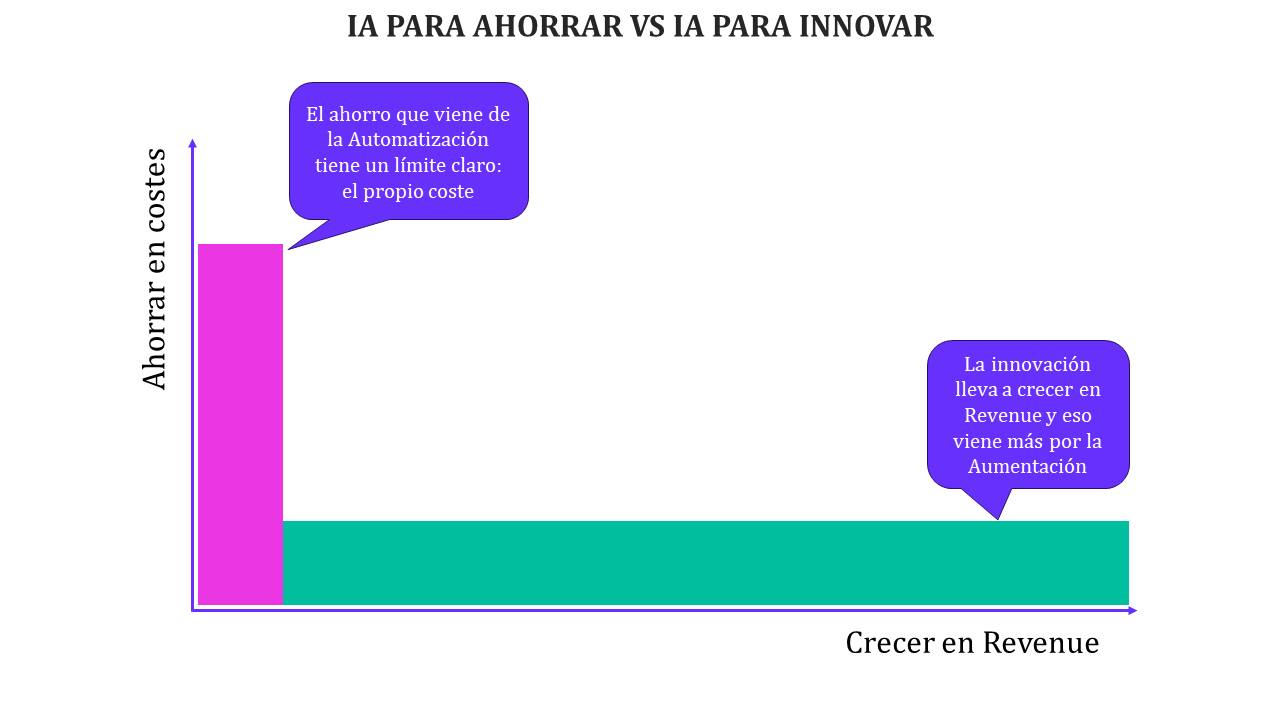 IA PARA AHORRAR VS IA PARA INNOVAR
El ahorro que viene de
la Automatización
tiene un límite claro:
el propio coste
Ahorrar en costes
La innovación
lleva a crecer en
Revenue y eso
viene más por la
Aumentación
Crecer en Revenue